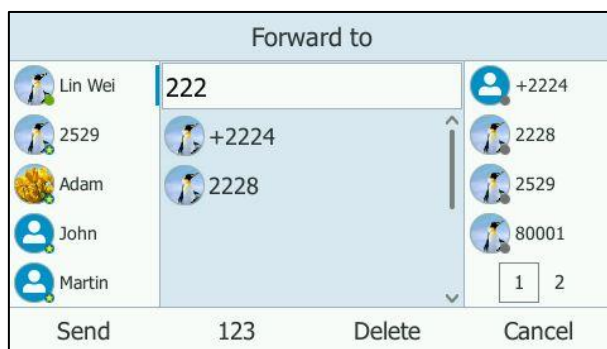 Forward to
Lin Wei
2529
Adam
John
Martin
222
+2224
2228
+2224
2228
2529
80001
1 2
Send 123 Delete Cancel